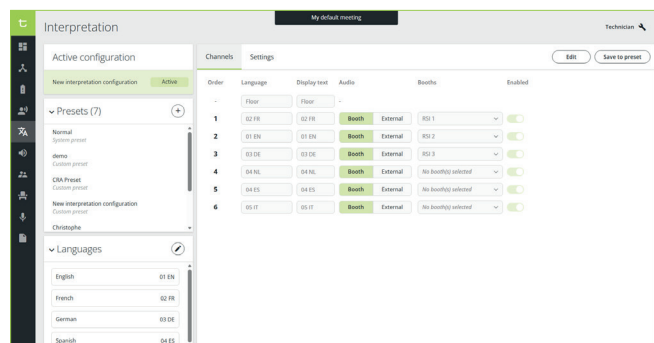 My default meeting
Interpretation
Technician
Active configuration
New interpretation configuration Active
Presets (7)
Normal
System preset
demo
Custom preset
CRA Preset
Custom preset
New interpretation configuration
Custom preset
Christophe
Languages
English 01 EN
French 02 FR
German 03 DE
Spanish 04 ES
Channels Settings Edit Save to preset
Order Language Display text Audio Booths Enabled
- Floor Floor -
1 02 FR 02 FR Booth External RSI 1
2 01 EN 01 EN Booth External RSI 2
3 03 DE 03 DE Booth External RSI 3
4 04 NL 04 NL Booth External No booth(s) selected
5 04 ES 04 ES Booth External No booth(s) selected
6 05 IT 05 IT Booth External No booth(s) selected